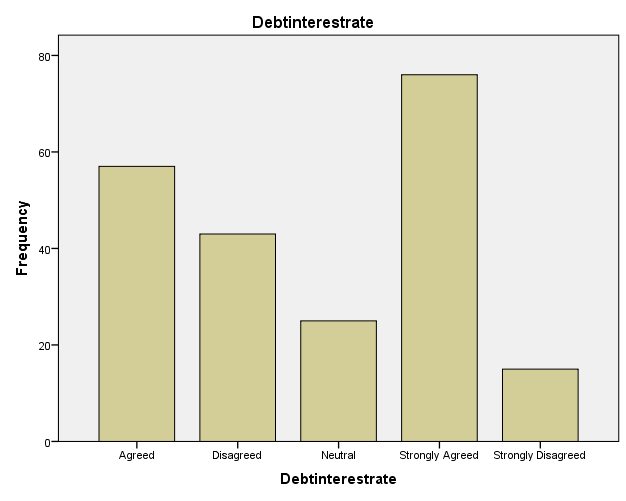 Debtinterestrate
Frequency
80
60
40
20
0
Agreed Disagreed Neutral Strongly Agreed Strongly Disagreed
Debtinterestrate